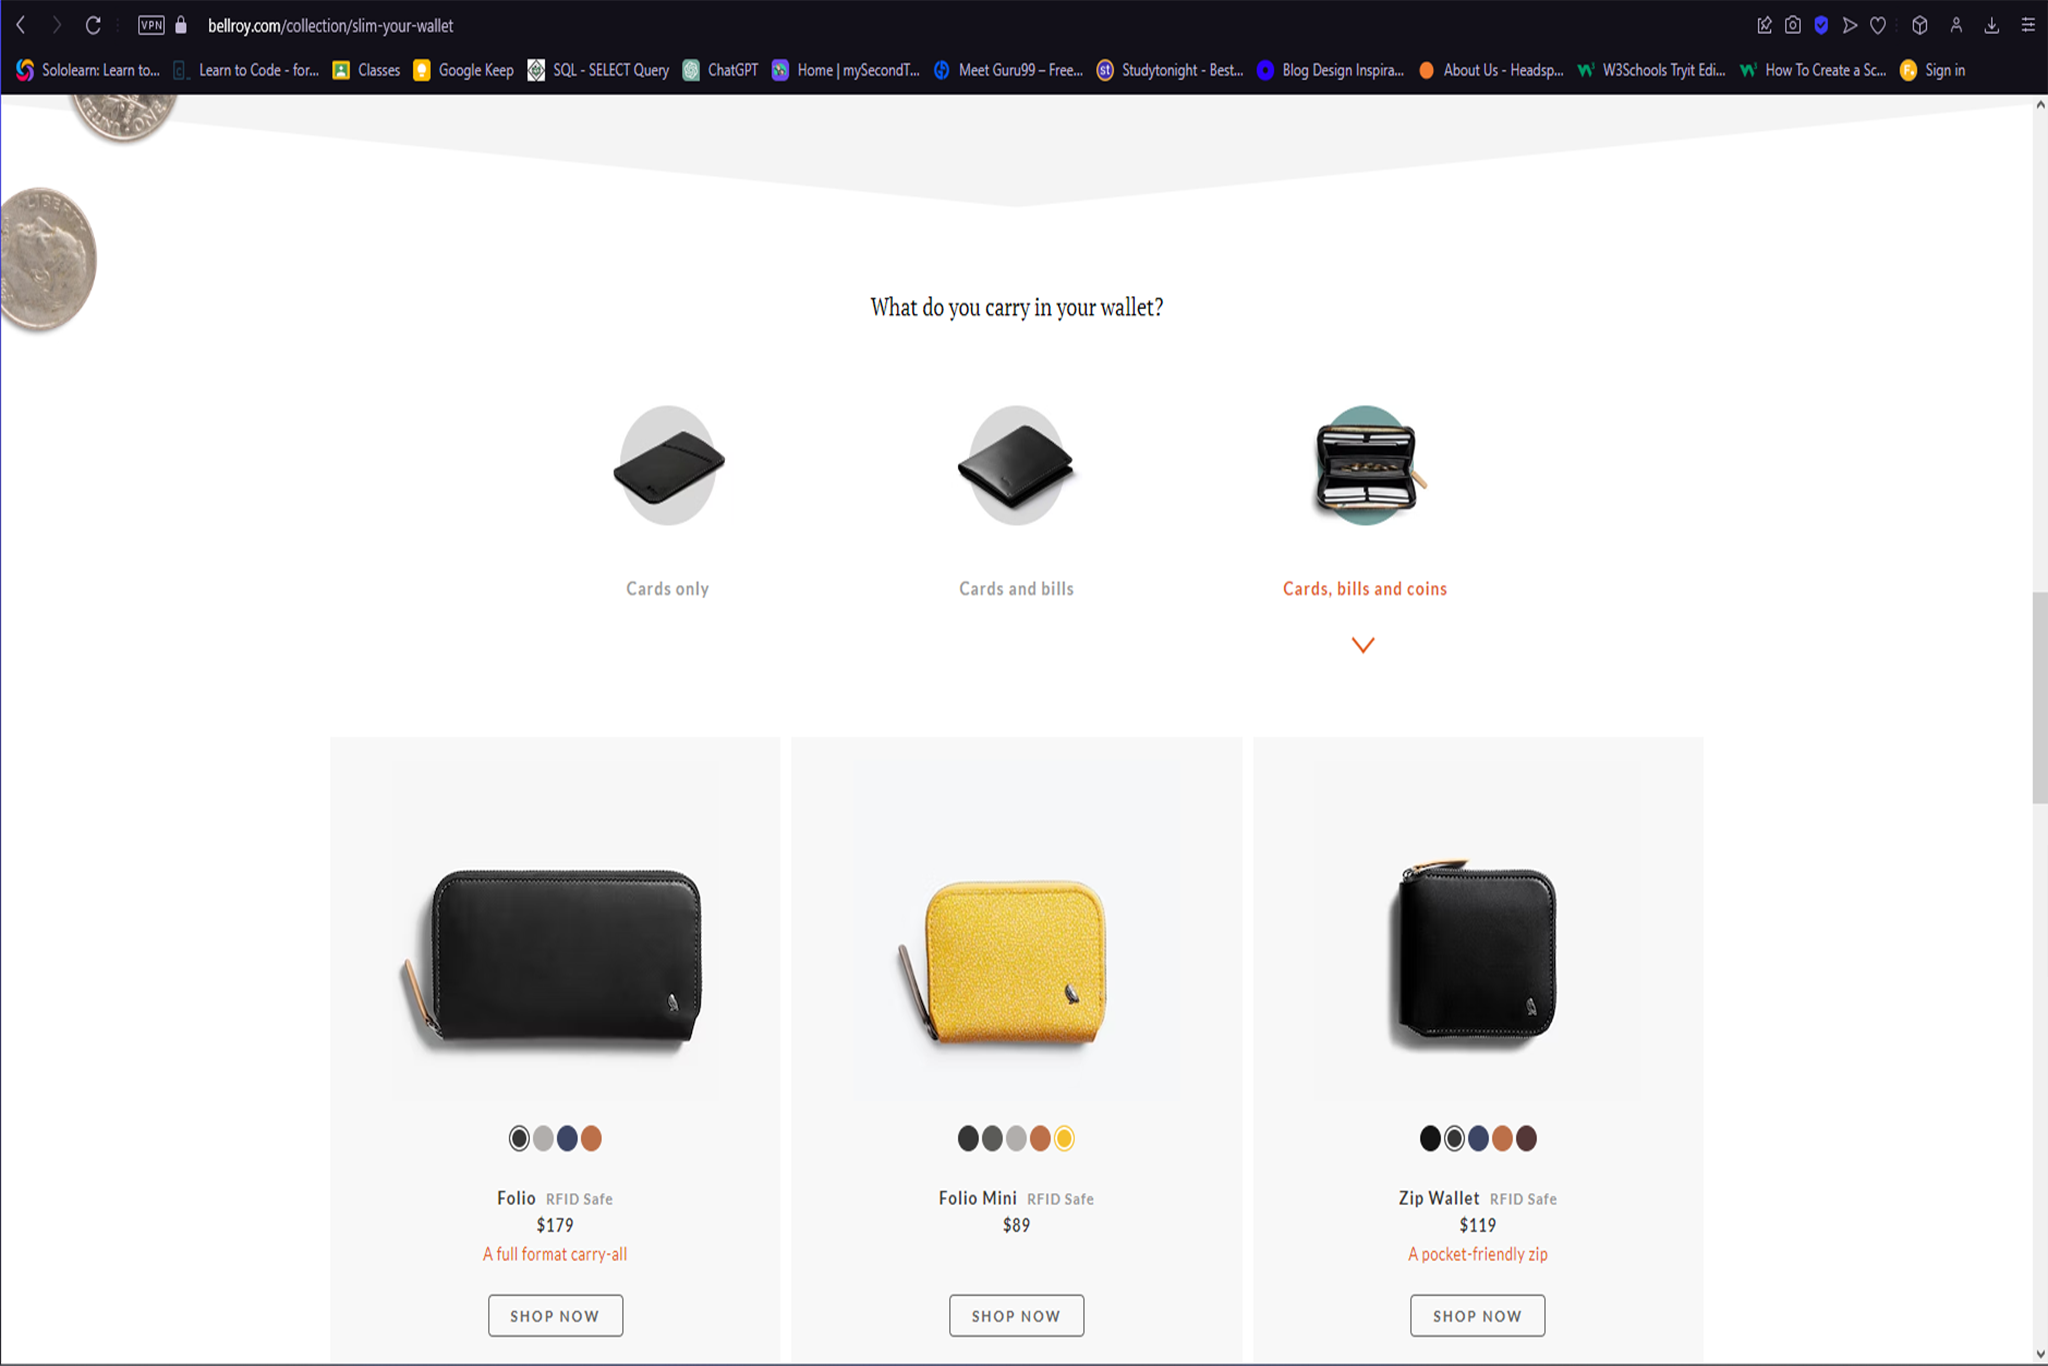 VPN
bellroy.com/collection/slim-your-wallet
Sololearn: Learn to...
Learn to Code - for...
Classes
Google Keep
SQL - SELECT Query
ChatGPT
Home | mySecondT...
Meet Guru99 – Free...
st
Studytonight - Best...
Blog Design Inspira...
About Us - Headsp...
W3Schools Tryit Edi...
How To Create a Sc...
Sign in
LIBERTY
What do you carry in your wallet?
Cards only
Cards and bills
Cards, bills and coins
Folio RFID Safe
$179
A full format carry-all
SHOP NOW
Folio Mini RFID Safe
$89
SHOP NOW
Zip Wallet RFID Safe
$119
A pocket-friendly zip
SHOP NOW